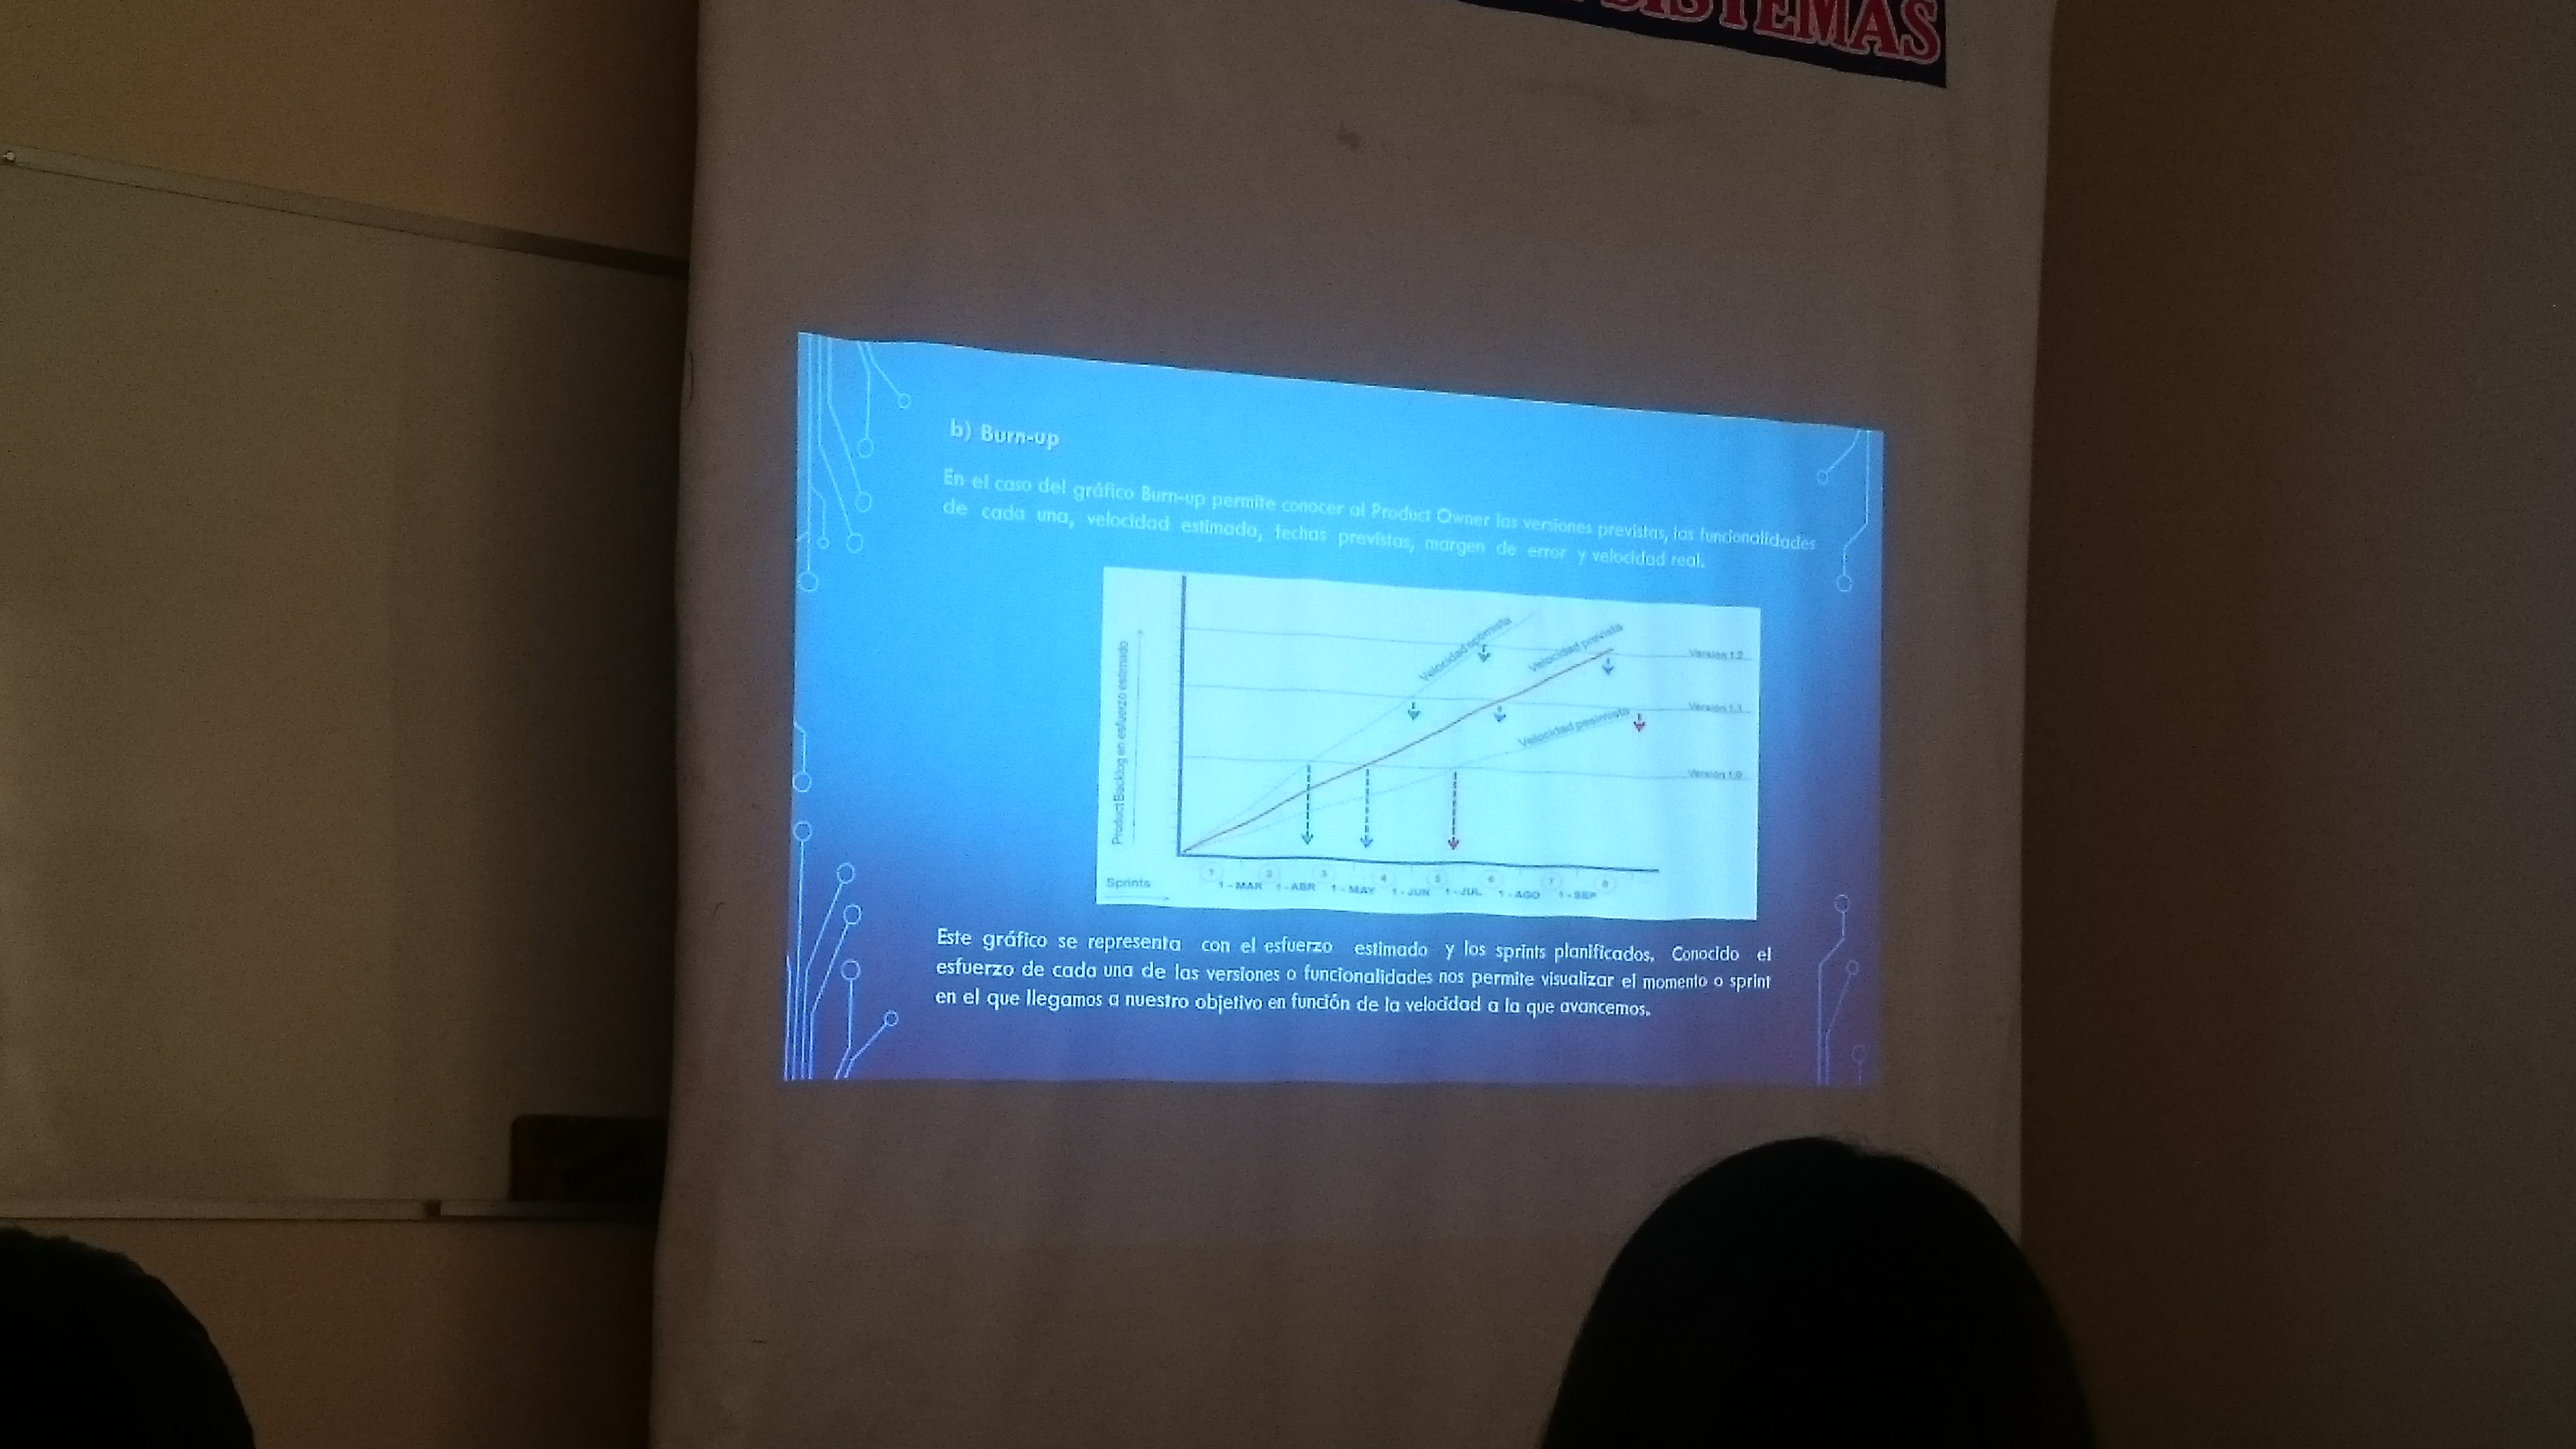 SISTEMAS
b) Burn-up
En el caso del gráfico Burn-up permite conocer al Product Owner las versiones previstas, las funcionalidades
de cada una, velocidad estimada, fechas previstas, margen de error y velocidad real.
Product Backlog en esfuerzo estimado
Velocidad optimista
Velocidad prevista
Velocidad pesimista
Versión 1.2
Versión 1.1
Versión 1.0
1 2 3 4 5 6 7 8
Sprints
1 - MAR 1 - ABR 1 - MAY 1 - JUN 1 - JUL 1 - AGO 1 - SEP
Este gráfico se representa con el esfuerzo estimado y los sprints planificados. Conocido el
esfuerzo de cada una de las versiones o funcionalidades nos permite visualizar el momento o sprint
en el que llegamos a nuestro objetivo en función de la velocidad a la que avancemos.